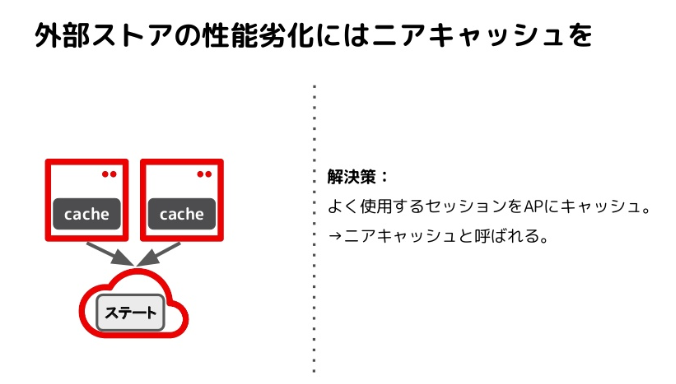 外部ストアの性能劣化にはニアキャッシュを
cache
cache
ステート
解決策：
よく使用するセッションをAPにキャッシュ。
→ニアキャッシュと呼ばれる。